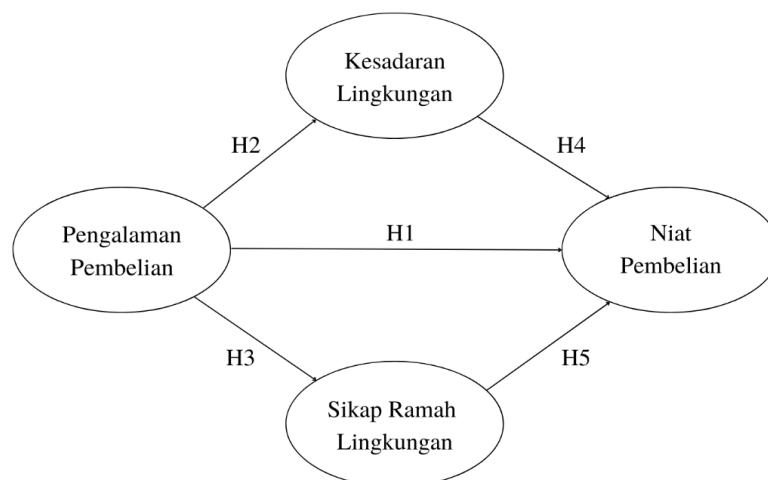 Kesadaran
Lingkungan
H2
H4
Pengalaman
Pembelian
H1
Niat
Pembelian
H3
H5
Sikap Ramah
Lingkungan